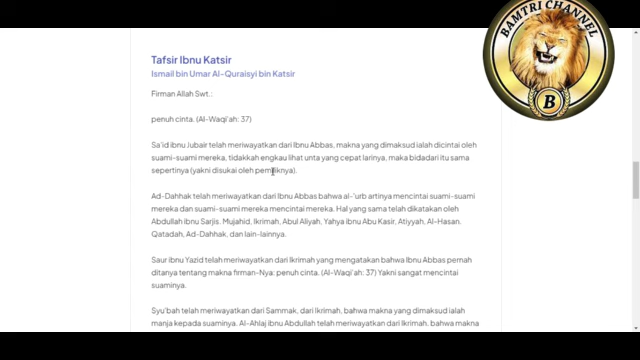 BAMTRI CHANNEL
B
Tafsir Ibnu Katsir
Ismail bin Umar Al-Quraisyi bin Katsir
Firman Allah Swt.:
penuh cinta. (Al-Waqi'ah: 37)
Sa'id ibnu Jubair telah meriwayatkan dari Ibnu Abbas, makna yang dimaksud ialah dicintai oleh
suami-suami mereka, tidakkah engkau lihat unta yang cepat larinya, maka bidadari itu sama
sepertinya (yakni disukai oleh pemiliknya).
Ad-Dahhak telah meriwayatkan dari Ibnu Abbas bahwa al-'urb artinya mencintai suami-suami
mereka dan suami-suami mereka mencintai mereka. Hal yang sama telah dikatakan oleh
Abdullah ibnu Sarjis. Mujahid, Ikrimah, Abul Aliyah, Yahya ibnu Abu Kasir, Atiyyah, Al-Hasan.
Qatadah, Ad-Dahhak, dan lain-lainnya.
Saur ibnu Yazid telah meriwayatkan dari Ikrimah yang mengatakan bahwa Ibnu Abbas pernah
ditanya tentang makna firman-Nya: penuh cinta. (Al-Waqi'ah: 37) Yakni sangat mencintai
suaminya.
Syu'bah telah meriwayatkan dari Sammak, dari Ikrimah, bahwa makna yang dimaksud ialah
manja kepada suaminya. Al-Ahlaj ibnu Abdullah telah meriwayatkan dari Ikrimah, bahwa makna